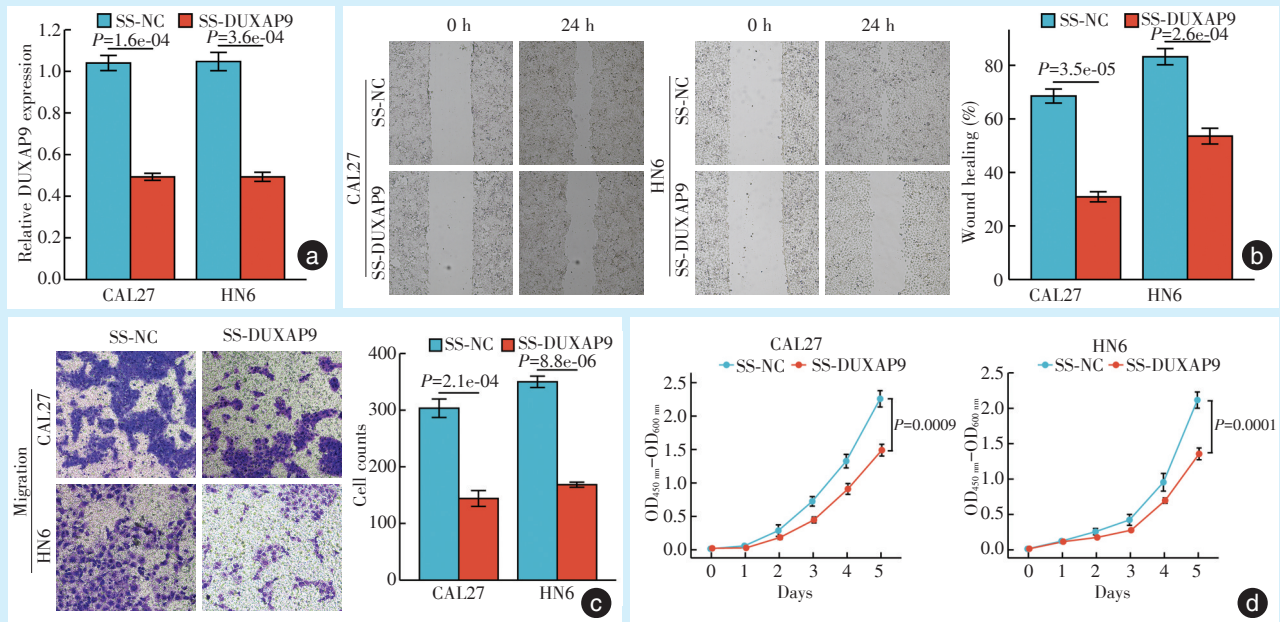 SS-NC SS-DUXAP9
P=1.6e-04 P=3.6e-04
Relative DUXAP9 expression
1.2
1.0
0.8
0.6
0.4
0.2
0.0
CAL27 HN6
a
0 h 24 h
SS-NC
SS-DUXAP9
CAL27
0 h 24 h
SS-NC
SS-DUXAP9
HN6
SS-NC SS-DUXAP9
P=2.6e-04
P=3.5e-05
Wound healing (%)
80
60
40
20
0
CAL27 HN6
b
SS-NC SS-DUXAP9
Migration
CAL27
HN6
SS-NC SS-DUXAP9
P=8.8e-06
P=2.1e-04
Cell counts
400
300
200
100
0
CAL27 HN6
c
CAL27
SS-NC SS-DUXAP9
OD450 nm−OD600 nm
2.5
2.0
1.5
1.0
0.5
0.0
P=0.0009
0 1 2 3 4 5
Days
HN6
SS-NC SS-DUXAP9
OD450 nm−OD600 nm
2.5
2.0
1.5
1.0
0.5
0.0
P=0.0001
0 1 2 3 4 5
Days
d